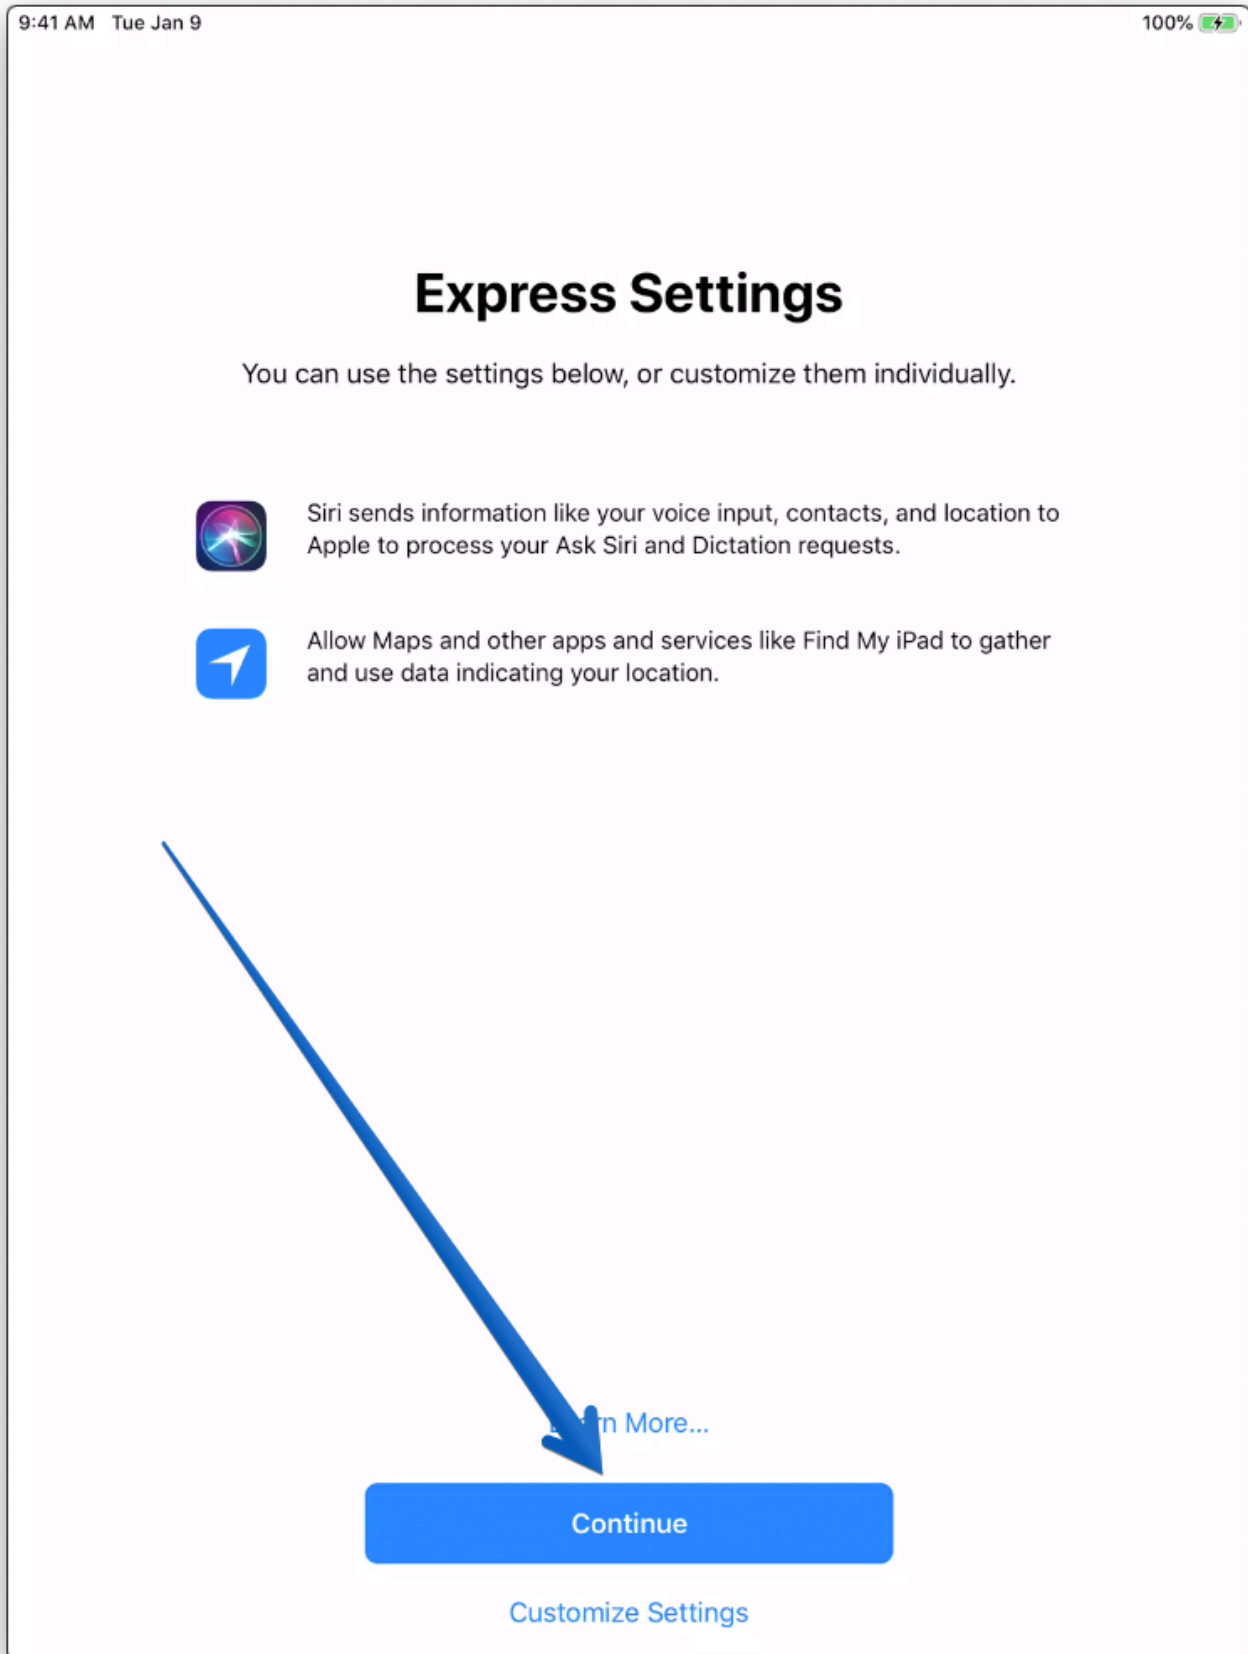 9:41 AM Tue Jan 9
100%
Express Settings
You can use the settings below, or customize them individually.
Siri sends information like your voice input, contacts, and location to
Apple to process your Ask Siri and Dictation requests.
Allow Maps and other apps and services like Find My iPad to gather
and use data indicating your location.
More...
Continue
Customize Settings